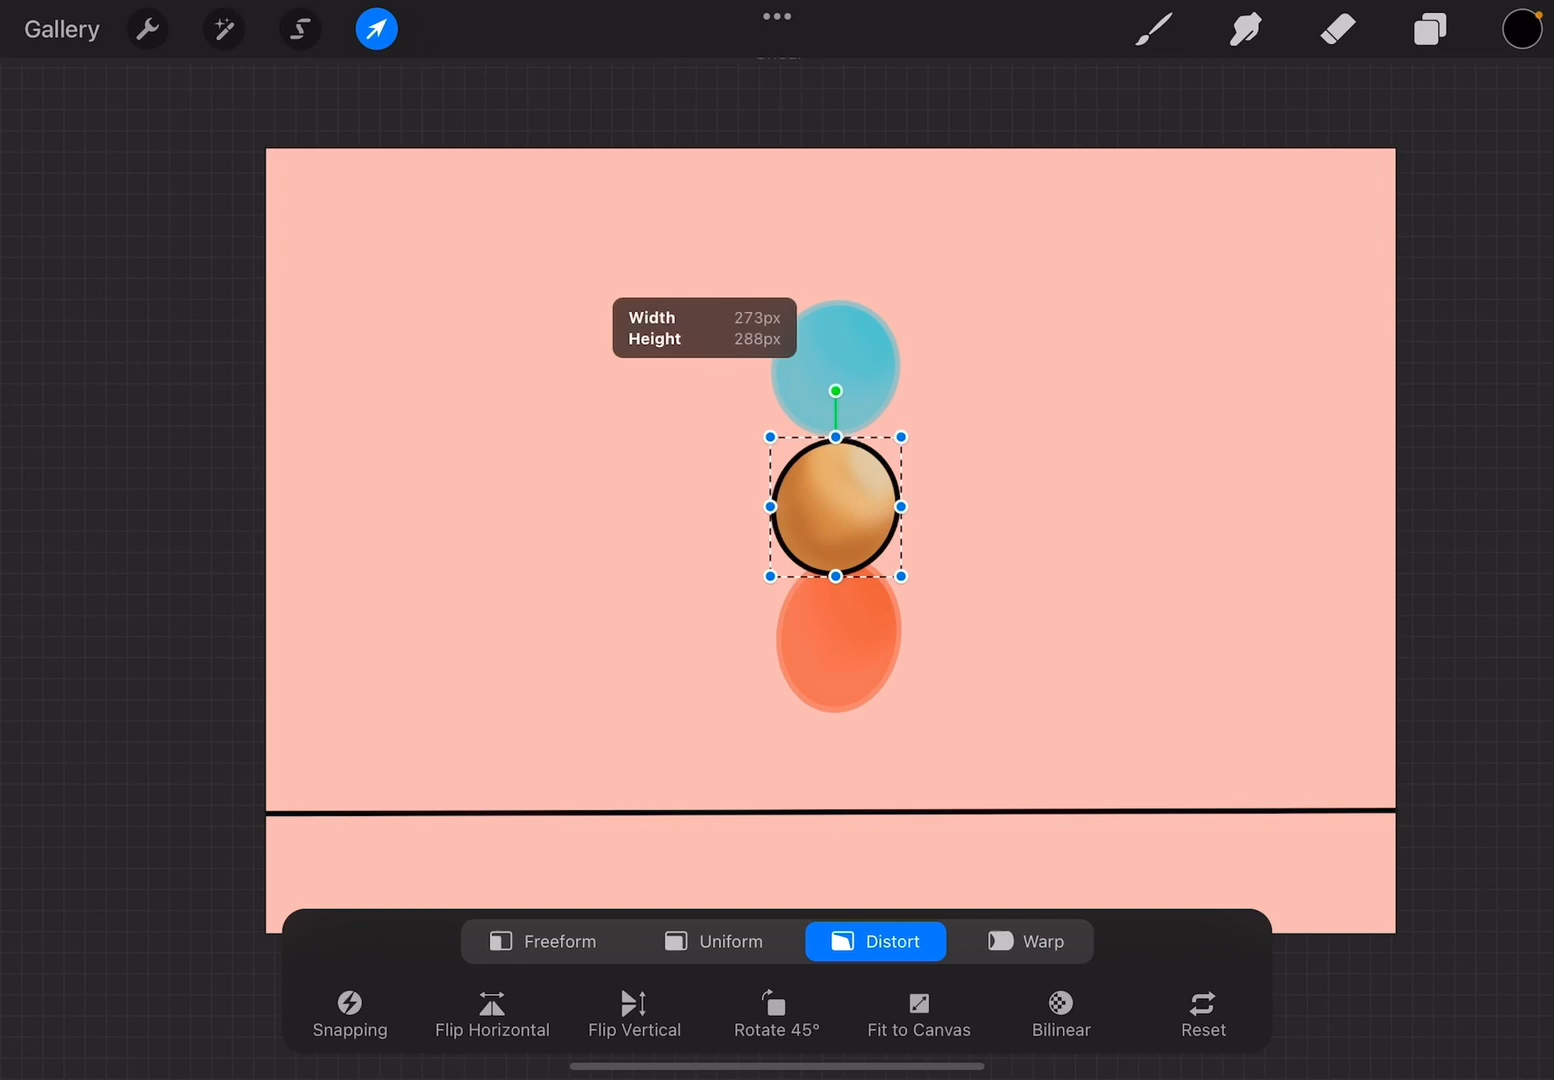 Gallery
Width 273px
Height 288px
Freeform Uniform Distort Warp
Snapping Flip Horizontal Flip Vertical Rotate 45° Fit to Canvas Bilinear Reset